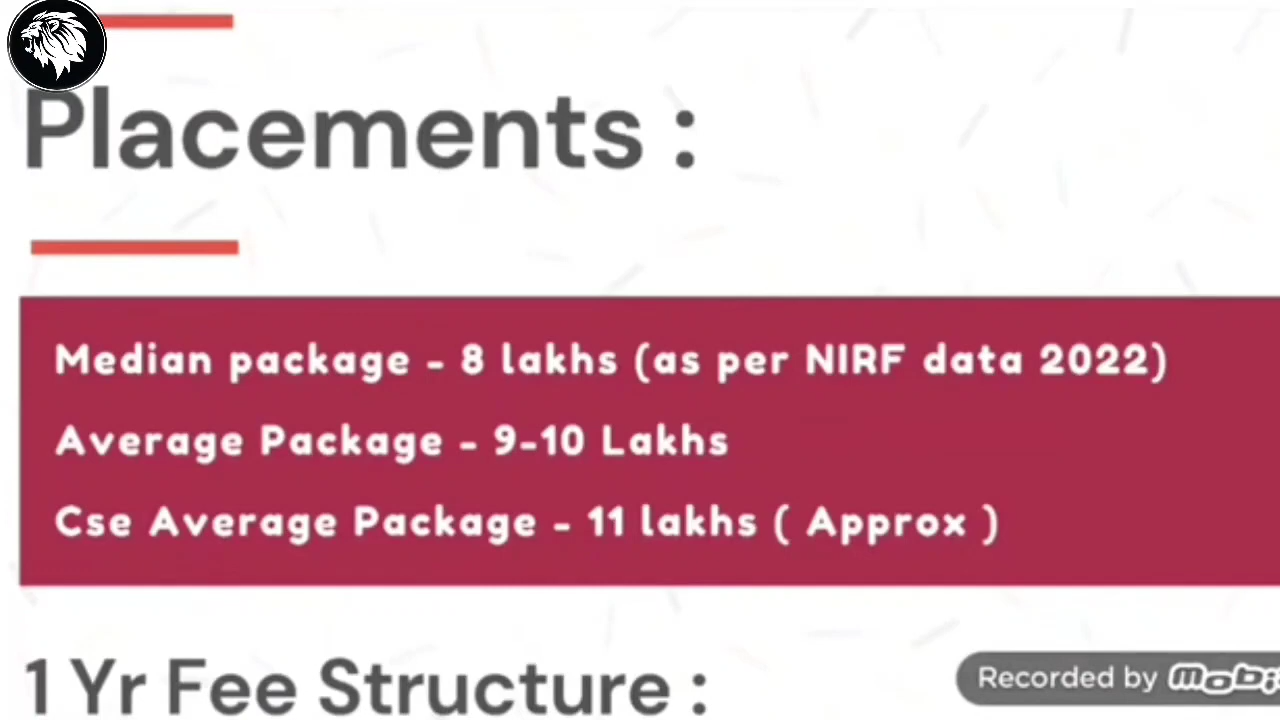 Placements :
Median package - 8 lakhs (as per NIRF data 2022)
Average Package - 9-10 Lakhs
Cse Average Package - 11 lakhs ( Approx )
1 Yr Fee Structure :
Recorded by